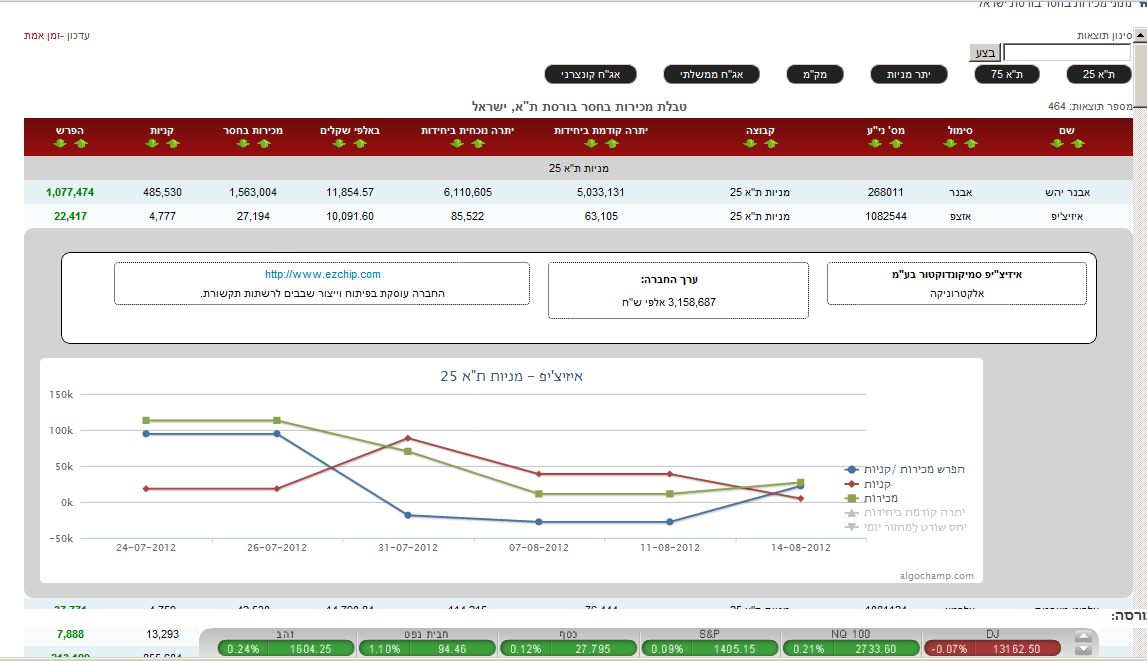 נתוני מכירות בחסר בורסת ישראל
עדכון -זמן אמת
סינון תוצאות
בצע
ת"א 25 ת"א 75 יתר מניות מק"מ אג"ח ממשלתי אג"ח קונצרני
טבלת מכירות בחסר בורסת ת"א, ישראל
מספר תוצאות: 464
שם סימול מס' ני"ע קבוצה יתרה קודמת ביחידות יתרה נוכחית ביחידות באלפי שקלים מכירות בחסר קניות הפרש
מניות ת"א 25
אבנר יהש אבנר 268011 מניות ת"א 25 5,033,131 6,110,605 11,854.57 1,563,004 485,530 1,077,474
איזיצ'יפ אזצפ 1082544 מניות ת"א 25 63,105 85,522 10,091.60 27,194 4,777 22,417
איזיצ"יפ סמיקונדוקטור בע"מ
אלקטרוניקה
ערך החברה:
3,158,687 אלפי ש"ח
http://www.ezchip.com
החברה עוסקת בפיתוח וייצור שבבים לרשתות תקשורת.
איזיצ'יפ - מניות ת"א 25
150k
100k
50k
0k
-50k
24-07-2012 26-07-2012 31-07-2012 07-08-2012 11-08-2012 14-08-2012
הפרש מכירות /קניות
קניות
מכירות
יתרה קודמת ביחידות
יחס שורט למחזור יומי
algochamp.com
מניות ת"א 25
ורסה:
13,293 7,888
DJ NQ 100 S&P כסף חבית נפט זהב
-0.07% 13162.50 0.21% 2733.60 0.09% 1405.15 0.12% 27.795 1.10% 94.46 0.24% 1604.25